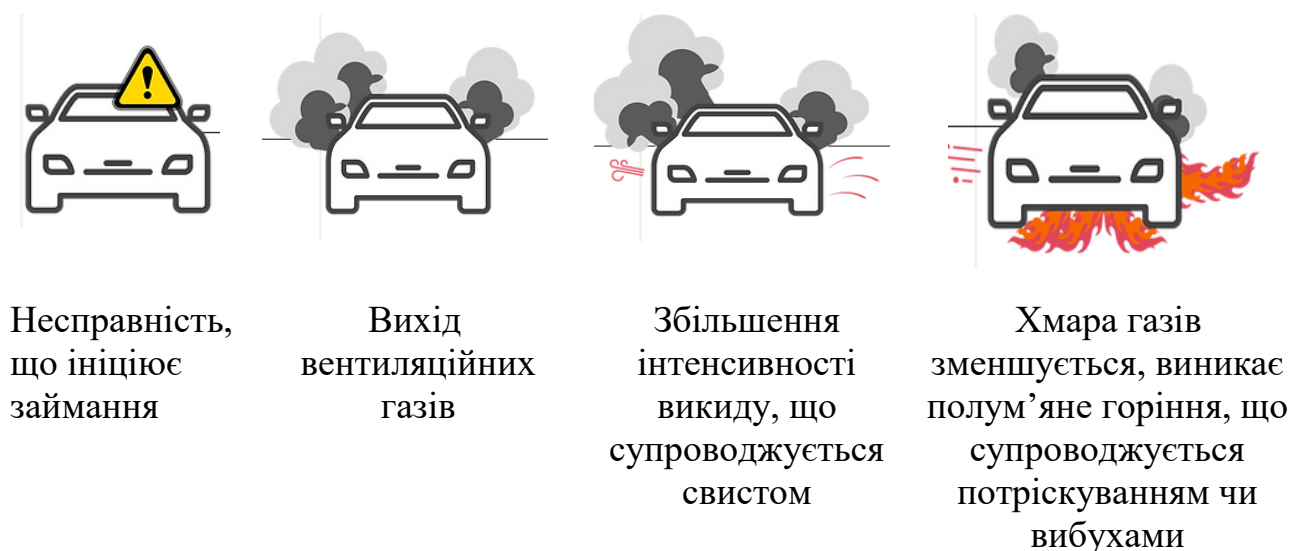 !
Несправність,
що ініціює
займання
Вихід
вентиляційних
газів
Збільшення
інтенсивності
викиду, що
супроводжується
свистом
Хмара газів
зменшується, виникає
полум’яне горіння, що
супроводжується
потріскуванням чи
вибухами